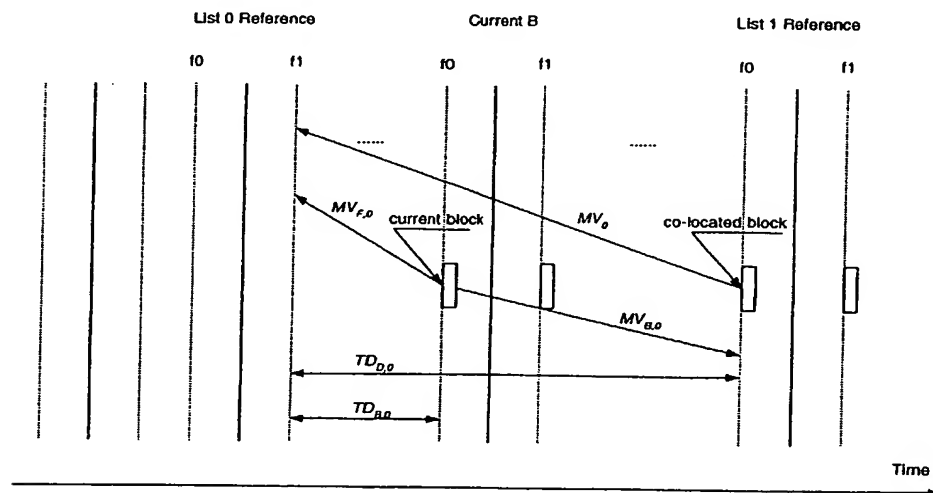 List 0 Reference Current B List 1 Reference
f0 f1 f0 f1 f0 f1
...... ......
MV_F,0 current block MV_0 co-located block
MV_B,0
TD_D,0
TD_B,0
Time